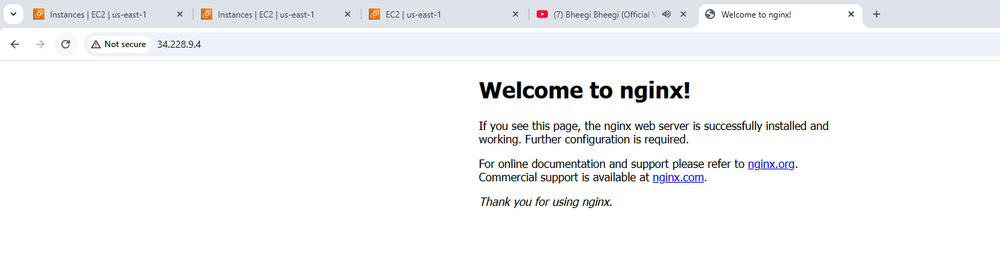 Instances | EC2 | us-east-1
Instances | EC2 | us-east-1
EC2 | us-east-1
(7) Bheegi Bheegi (Official V
Welcome to nginx!
Not secure
34.228.9.4
Welcome to nginx!
If you see this page, the nginx web server is successfully installed and
working. Further configuration is required.
For online documentation and support please refer to nginx.org.
Commercial support is available at nginx.com.
Thank you for using nginx.